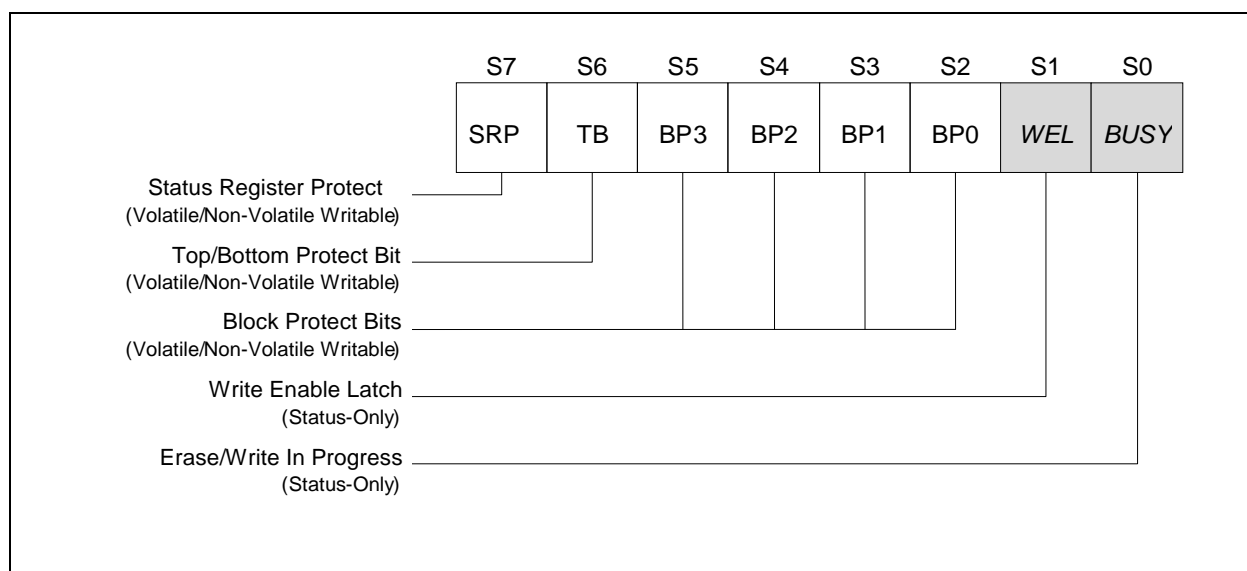 S7 S6 S5 S4 S3 S2 S1 S0
SRP TB BP3 BP2 BP1 BP0 WEL BUSY
Status Register Protect
(Volatile/Non-Volatile Writable)
Top/Bottom Protect Bit
(Volatile/Non-Volatile Writable)
Block Protect Bits
(Volatile/Non-Volatile Writable)
Write Enable Latch
(Status-Only)
Erase/Write In Progress
(Status-Only)